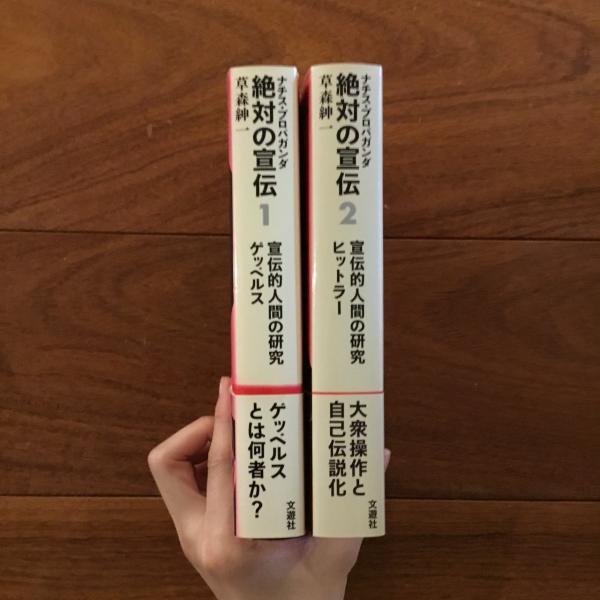 ナチス・プロパガンダ
絶対の宣伝 1
草森紳一
宣伝的人間の研究
ゲッベルス
ゲッベルス
とは何者か?
文遊社
ナチス・プロパガンダ
絶対の宣伝 2
草森紳一
宣伝的人間の研究
ヒットラー
大衆操作と
自己伝説化
文遊社